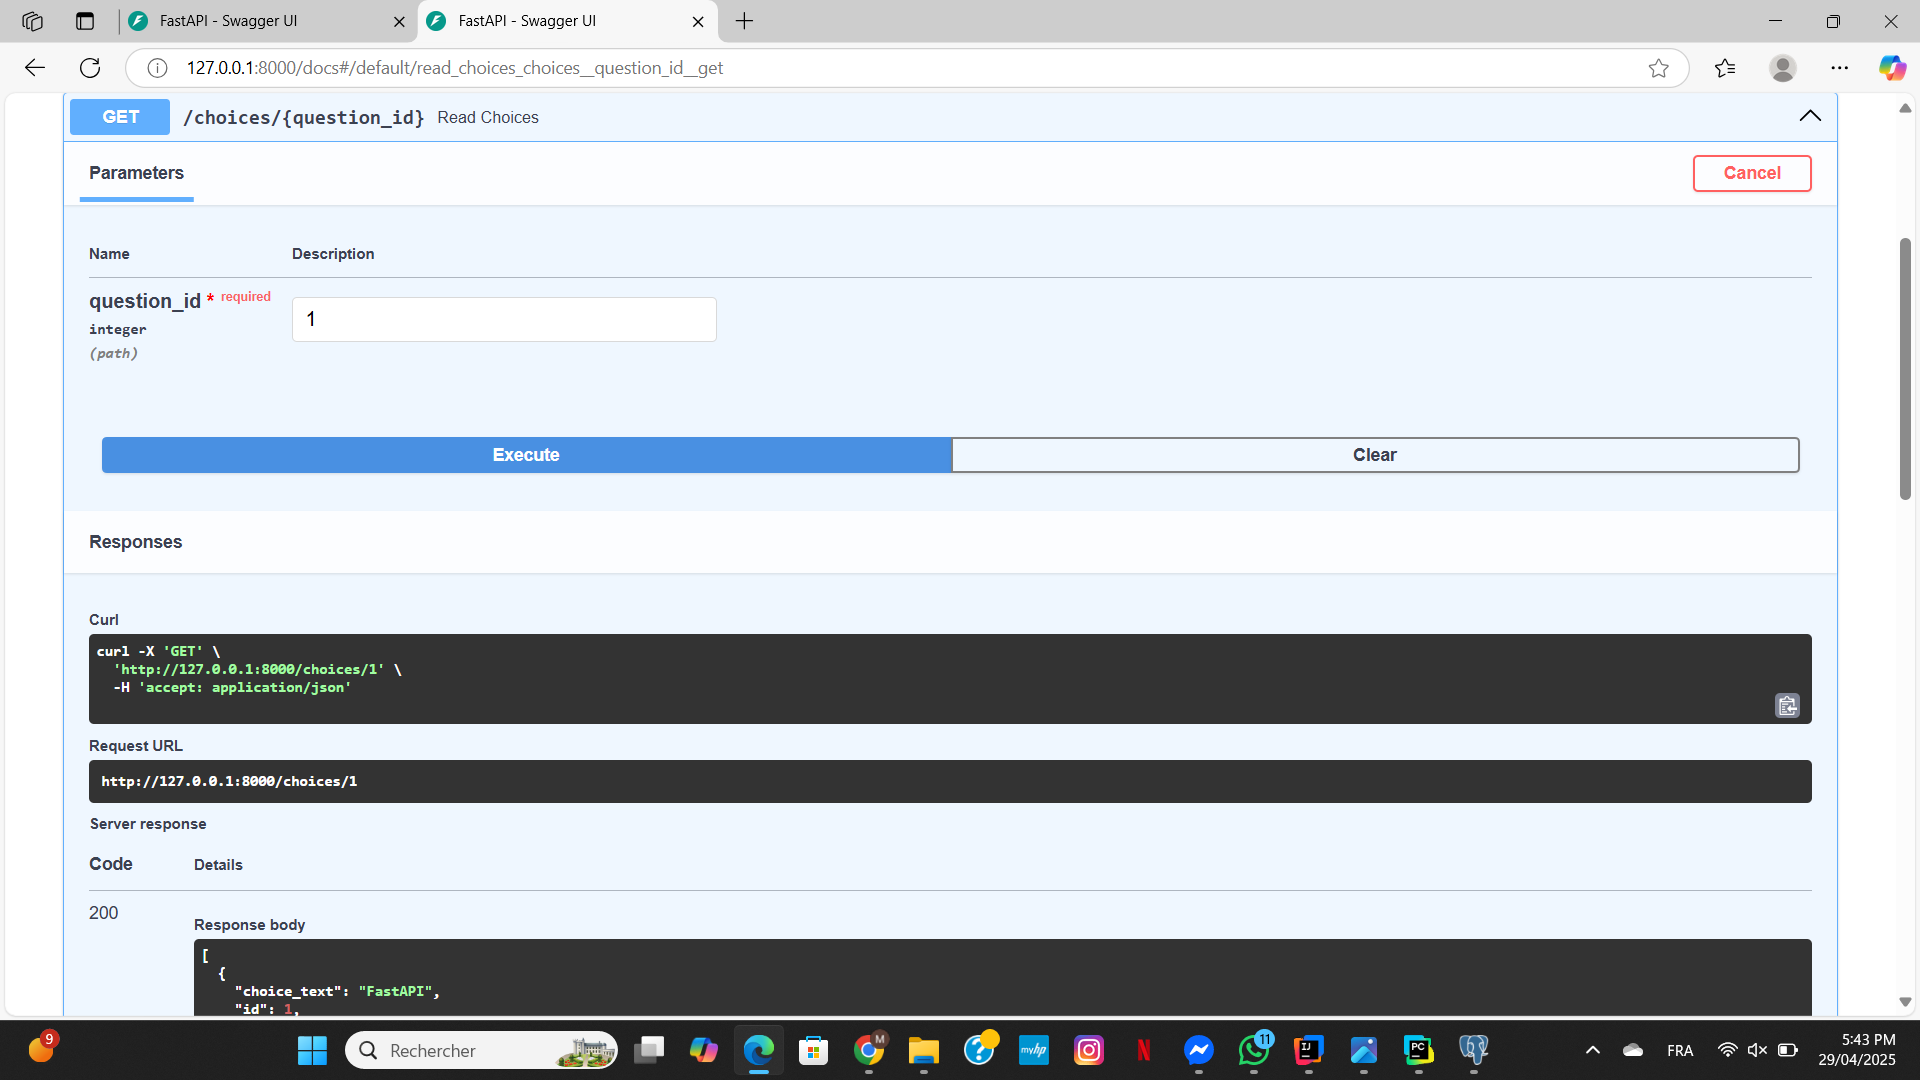 FastAPI - Swagger UI
FastAPI - Swagger UI
127.0.0.1:8000/docs#/default/read_choices_choices__question_id__get
GET /choices/{question_id} Read Choices
Parameters
Cancel
Name Description
question_id * required
integer
(path)
1
Execute Clear
Responses
Curl
curl -X 'GET' \
'http://127.0.0.1:8000/choices/1' \
-H 'accept: application/json'
Request URL
http://127.0.0.1:8000/choices/1
Server response
Code Details
200
Response body
[
{
"choice_text": "FastAPI",
"id": 1,
9
Rechercher
myhp
M
N
11
IJ
PC
FRA
5:43 PM
29/04/2025